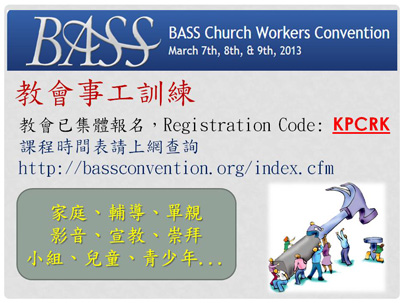 BASS
BASS Church Workers Convention
March 7th, 8th, & 9th, 2013
教會事工訓練
教會已集體報名，Registration Code: KPCRK
課程時間表請上網查詢
http://bassconvention.org/index.cfm
家庭、輔導、單親
影音、宣教、崇拜
小組、兒童、青少年...